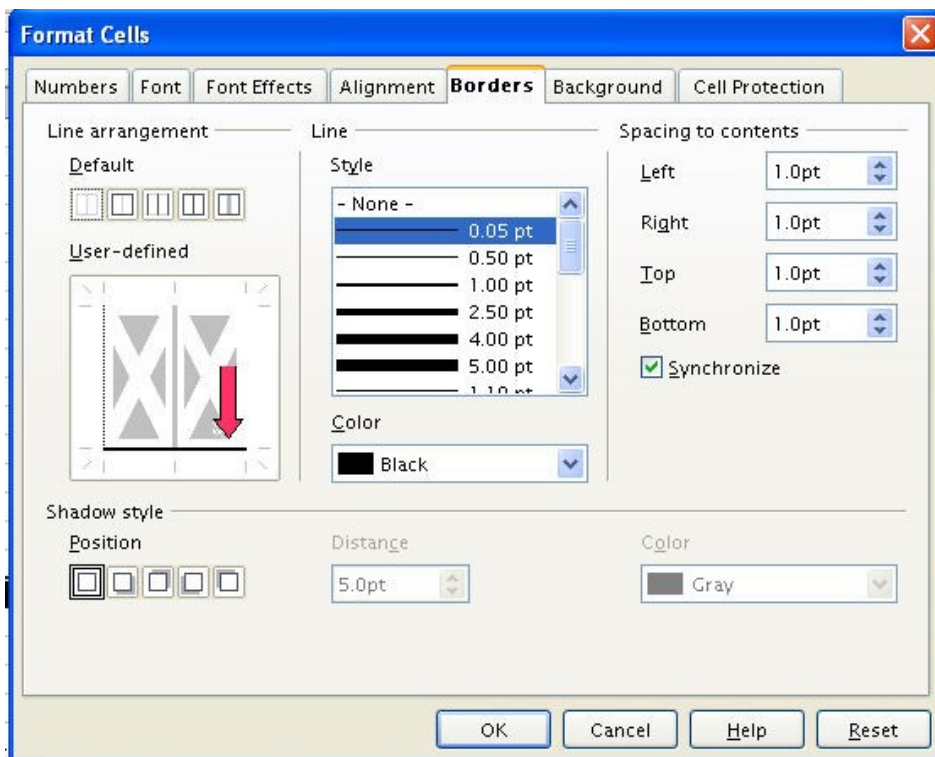 Format Cells
Numbers Font Font Effects Alignment Borders Background Cell Protection
Line arrangement Line Spacing to contents
Default Style Left 1.0pt
- None -
0.05 pt
Right 1.0pt
User-defined 0.50 pt
1.00 pt Top 1.0pt
2.50 pt
4.00 pt Bottom 1.0pt
5.00 pt Synchronize
1.10 pt
Color
Black
Shadow style
Position Distance Color
5.0pt Gray
OK Cancel Help Reset